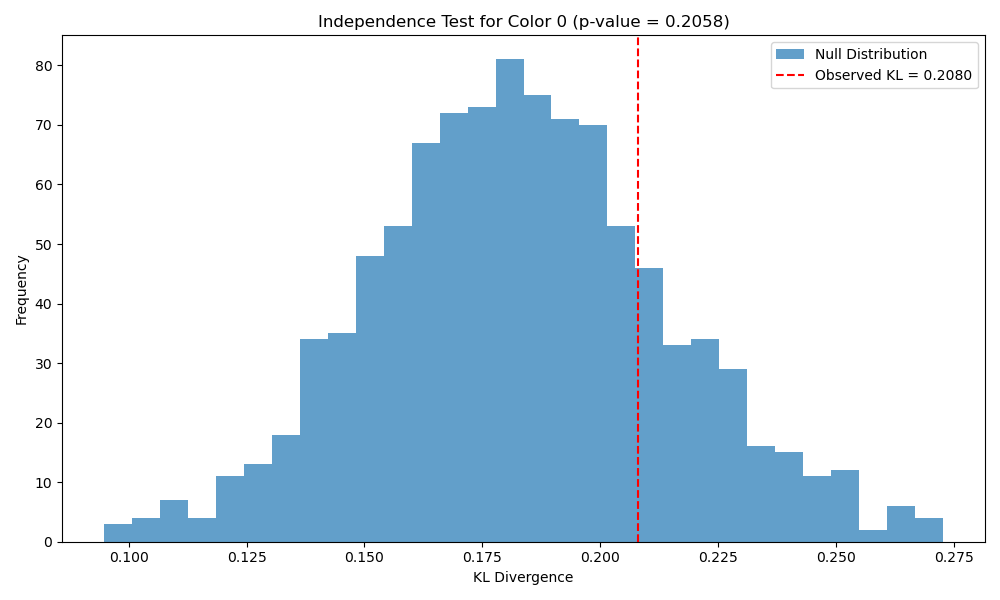 Independence Test for Color 0 (p-value = 0.2058)
Null Distribution
Observed KL = 0.2080
Frequency
80
70
60
50
40
30
20
10
0
0.100 0.125 0.150 0.175 0.200 0.225 0.250 0.275
KL Divergence